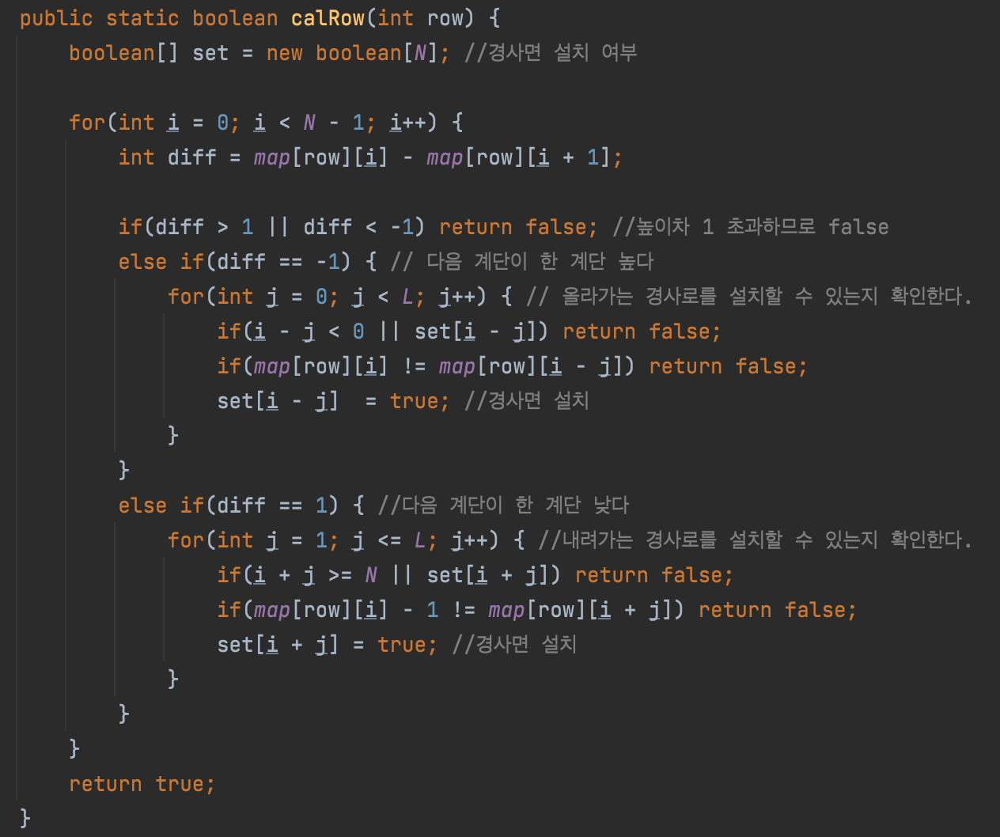 public static boolean calRow(int row) {
    boolean[] set = new boolean[N]; //경사면 설치 여부

    for(int i = 0; i < N - 1; i++) {
        int diff = map[row][i] - map[row][i + 1];

        if(diff > 1 || diff < -1) return false; //높이차 1 초과하므로 false
        else if(diff == -1) { // 다음 계단이 한 계단 높다
            for(int j = 0; j < L; j++) { // 올라가는 경사로를 설치할 수 있는지 확인한다.
                if(i - j < 0 || set[i - j]) return false;
                if(map[row][i] != map[row][i - j]) return false;
                set[i - j]  = true; //경사면 설치
            }
        }
        else if(diff == 1) { //다음 계단이 한 계단 낮다
            for(int j = 1; j <= L; j++) { //내려가는 경사로를 설치할 수 있는지 확인한다.
                if(i + j >= N || set[i + j]) return false;
                if(map[row][i] - 1 != map[row][i + j]) return false;
                set[i + j] = true; //경사면 설치
            }
        }
    }
    return true;
}